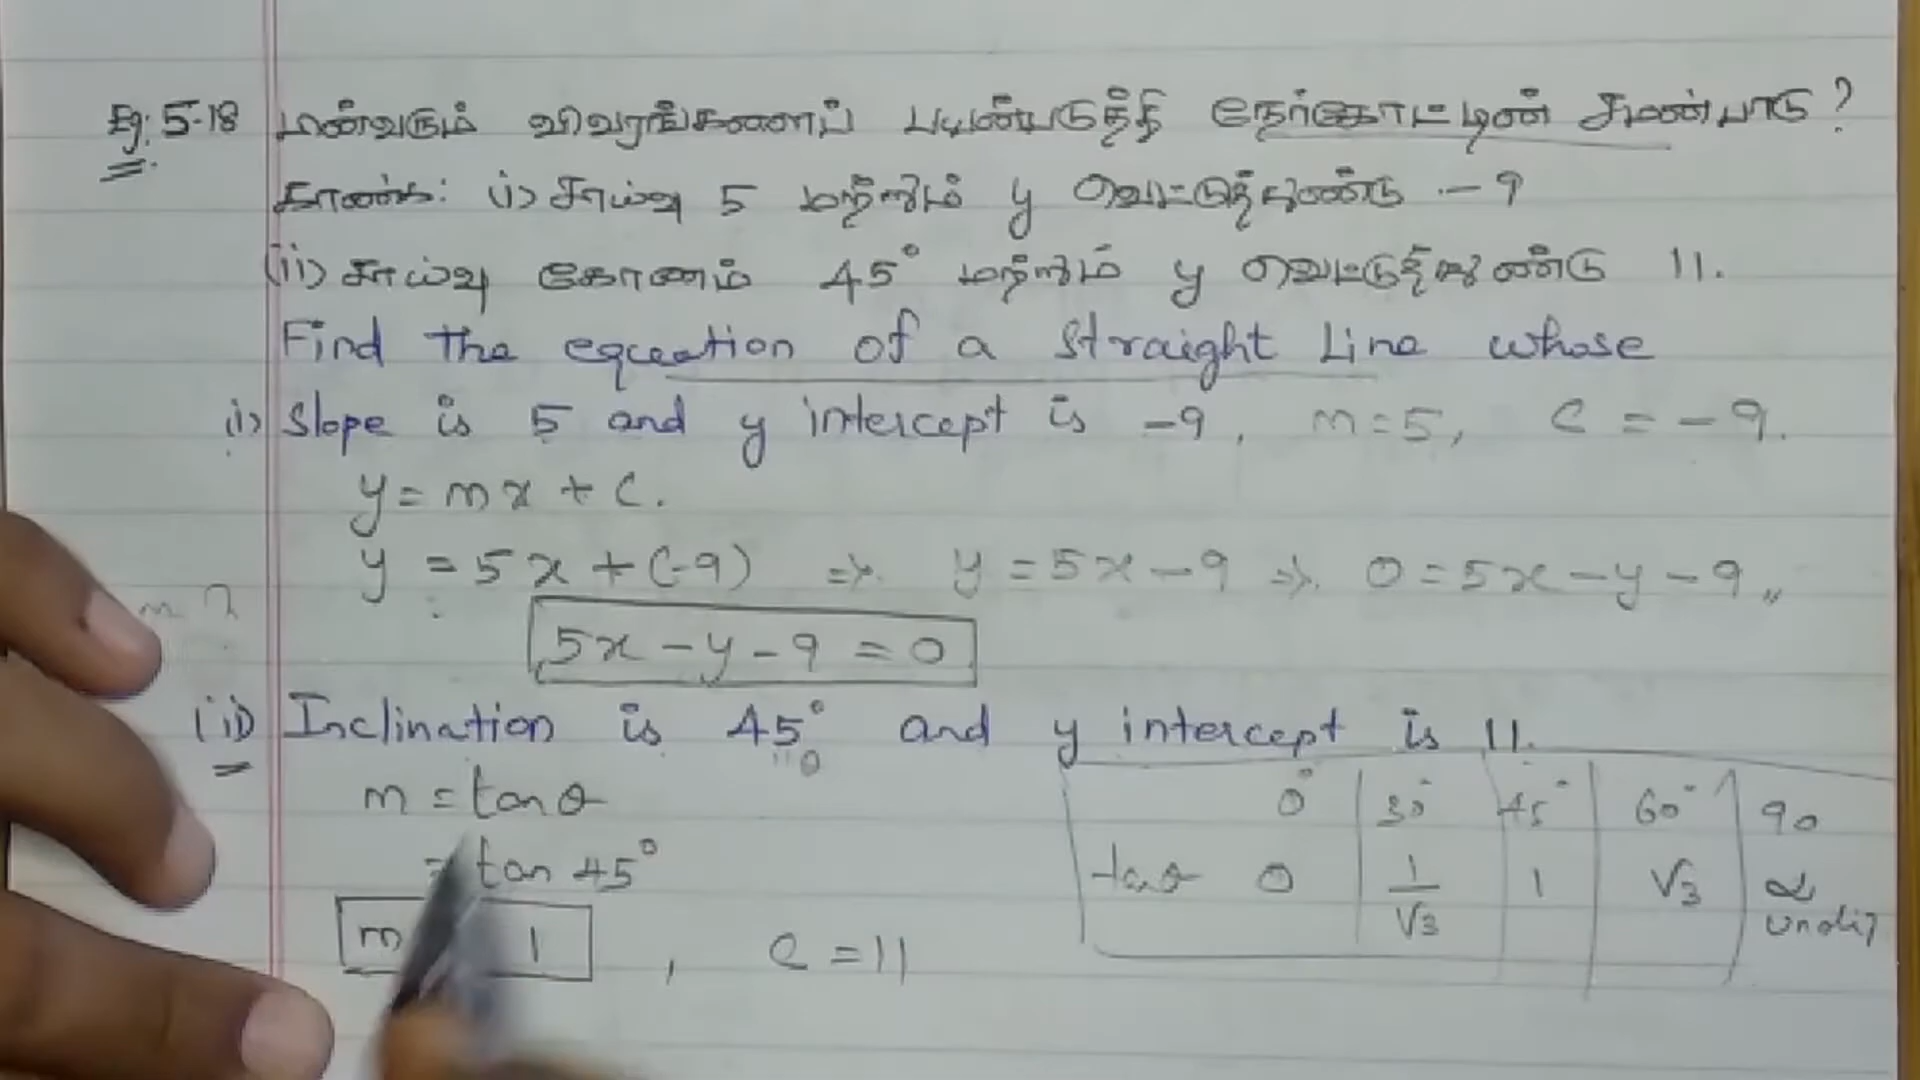 Eg: 5-18 பின்வரும் விவரங்களைப் பயன்படுத்தி நேர்கோட்டின் சமன்பாடு?
காண்க: i) சாய்வு 5 மற்றும் y வெட்டுத்துண்டு -9
(ii) சாய்வு கோணம் 45° மற்றும் y வெட்டுத்துண்டு 11.
Find the equation of a straight Line whose
(i) Slope is 5 and y intercept is -9, m=5, C = -9.
y = mx + c.
y = 5x + (-9) => y = 5x - 9 => 0 = 5x - y - 9,,
5x - y - 9 = 0
(ii) Inclination is 45° and y intercept is 11.
m = tan θ
= tan 45°
m 1 , C = 11
0° 30° 45° 60° 90
tan θ 0 1/√3 1 √3 ∝